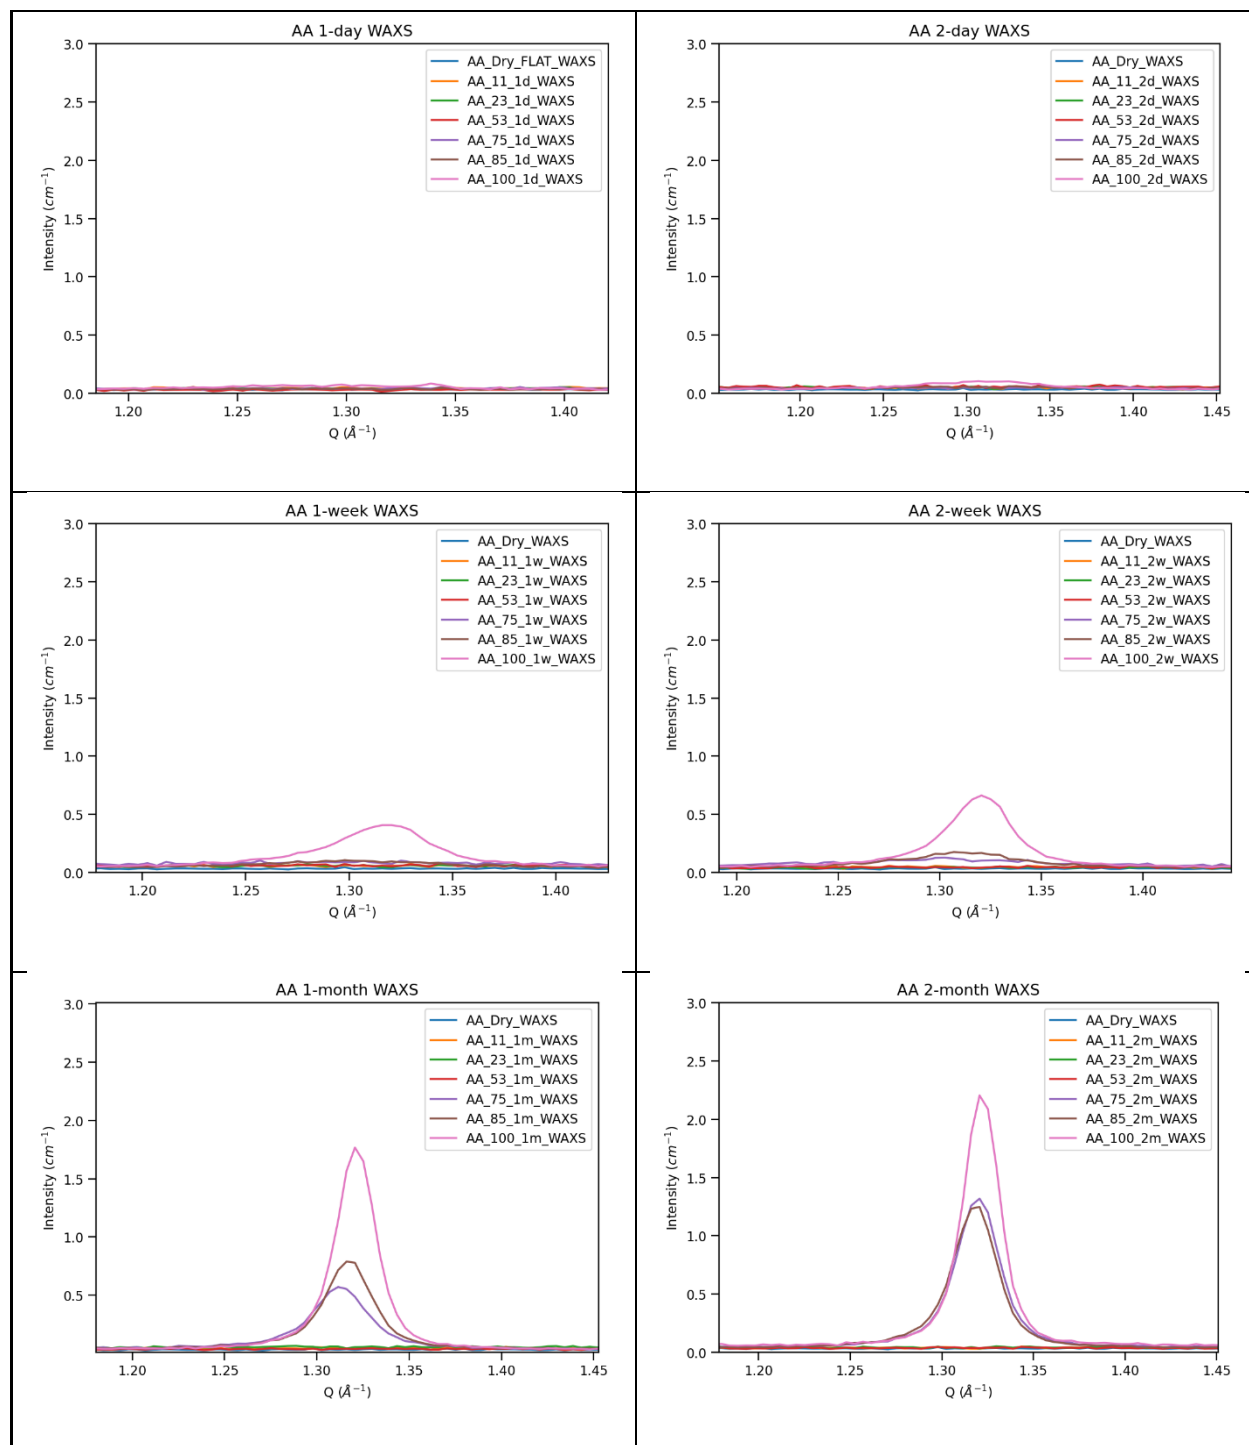 AA 1-day WAXS
3.0
2.5
2.0
1.5
1.0
0.5
0.0
Intensity (cm⁻¹)
AA_Dry_FLAT_WAXS
AA_11_1d_WAXS
AA_23_1d_WAXS
AA_53_1d_WAXS
AA_75_1d_WAXS
AA_85_1d_WAXS
AA_100_1d_WAXS
1.20 1.25 1.30 1.35 1.40
Q (Å⁻¹)
AA 2-day WAXS
3.0
2.5
2.0
1.5
1.0
0.5
0.0
Intensity (cm⁻¹)
AA_Dry_WAXS
AA_11_2d_WAXS
AA_23_2d_WAXS
AA_53_2d_WAXS
AA_75_2d_WAXS
AA_85_2d_WAXS
AA_100_2d_WAXS
1.20 1.25 1.30 1.35 1.40 1.45
Q (Å⁻¹)
AA 1-week WAXS
3.0
2.5
2.0
1.5
1.0
0.5
0.0
Intensity (cm⁻¹)
AA_Dry_WAXS
AA_11_1w_WAXS
AA_23_1w_WAXS
AA_53_1w_WAXS
AA_75_1w_WAXS
AA_85_1w_WAXS
AA_100_1w_WAXS
1.20 1.25 1.30 1.35 1.40
Q (Å⁻¹)
AA 2-week WAXS
3.0
2.5
2.0
1.5
1.0
0.5
0.0
Intensity (cm⁻¹)
AA_Dry_WAXS
AA_11_2w_WAXS
AA_23_2w_WAXS
AA_53_2w_WAXS
AA_75_2w_WAXS
AA_85_2w_WAXS
AA_100_2w_WAXS
1.20 1.25 1.30 1.35 1.40
Q (Å⁻¹)
AA 1-month WAXS
3.0
2.5
2.0
1.5
1.0
0.5
Intensity (cm⁻¹)
AA_Dry_WAXS
AA_11_1m_WAXS
AA_23_1m_WAXS
AA_53_1m_WAXS
AA_75_1m_WAXS
AA_85_1m_WAXS
AA_100_1m_WAXS
1.20 1.25 1.30 1.35 1.40 1.45
Q (Å⁻¹)
AA 2-month WAXS
3.0
2.5
2.0
1.5
1.0
0.5
0.0
Intensity (cm⁻¹)
AA_Dry_WAXS
AA_11_2m_WAXS
AA_23_2m_WAXS
AA_53_2m_WAXS
AA_75_2m_WAXS
AA_85_2m_WAXS
AA_100_2m_WAXS
1.20 1.25 1.30 1.35 1.40 1.45
Q (Å⁻¹)